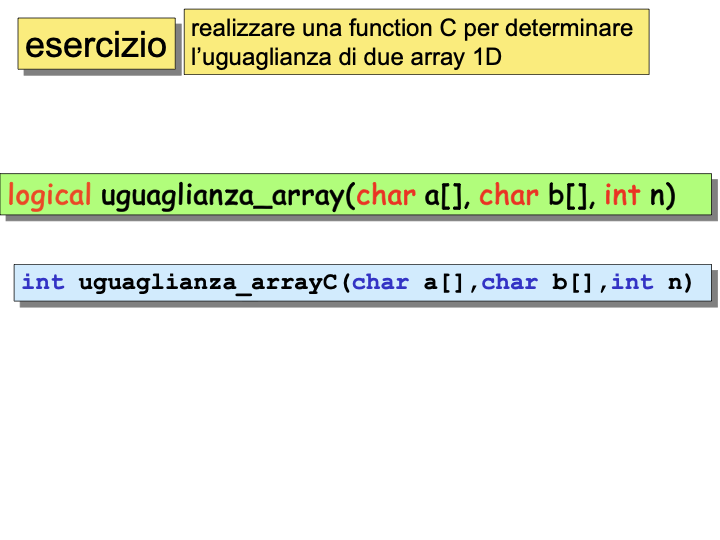 esercizio
realizzare una function C per determinare
l’uguaglianza di due array 1D
logical uguaglianza_array(char a[], char b[], int n)
int uguaglianza_arrayC(char a[],char b[],int n)